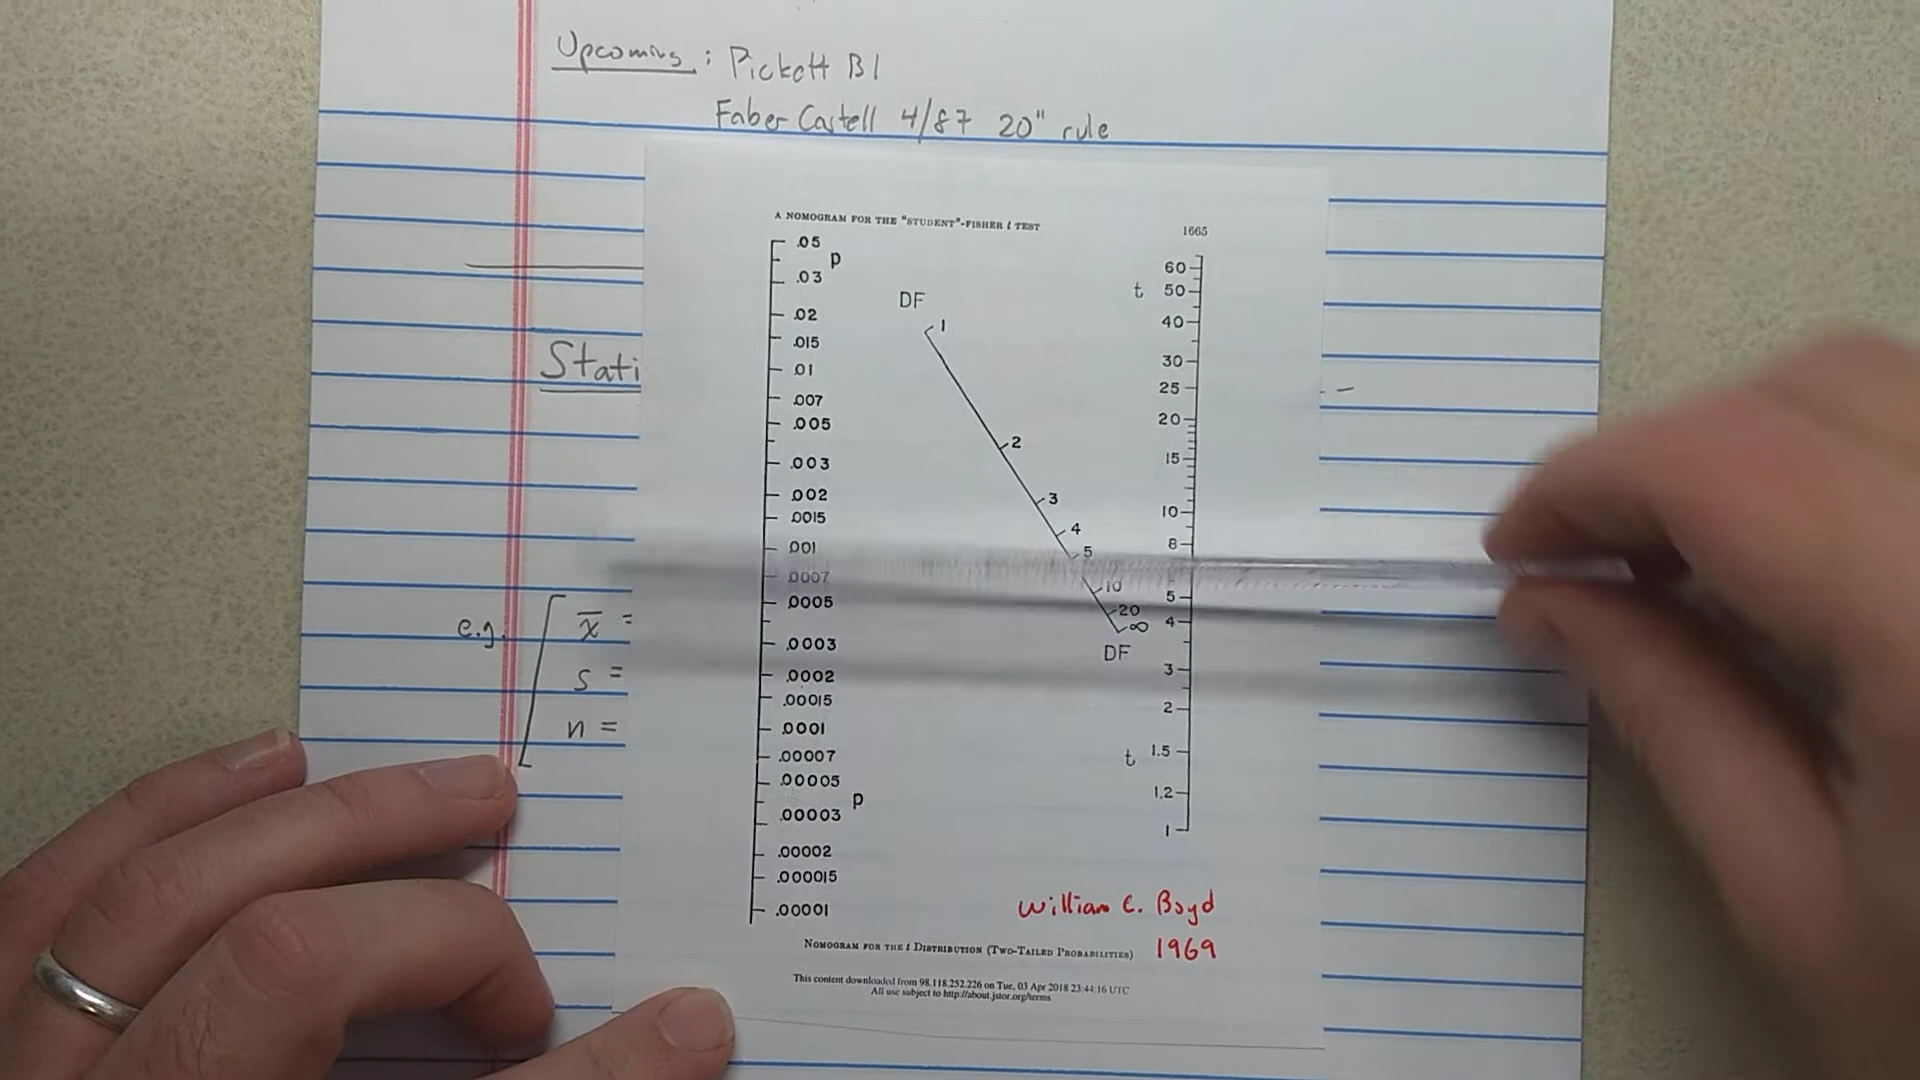 Upcoming : Pickett B1
Faber Castell 4/87 20" rule
A NOMOGRAM FOR THE "STUDENT"-FISHER t TEST
1665
.05
p
.03
.02
.015
.01
.007
.005
.003
.002
.0015
.001
.0007
.0005
.0003
.0002
.00015
.0001
.00007
.00005
p
.00003
.00002
.000015
.00001
DF
1
2
3
4
5
10
20
∞
DF
60
t 50
40
30
25
20
15
10
8
5
4
3
2
t 1.5
1.2
1
Stati
e.g. x̄ =
s =
n =
William C. Boyd
1969
NOMOGRAM FOR THE t DISTRIBUTION (TWO-TAILED PROBABILITIES)
This content downloaded from 98.118.252.226 on Tue, 03 Apr 2018 23:44:16 UTC
All use subject to http://about.jstor.org/terms